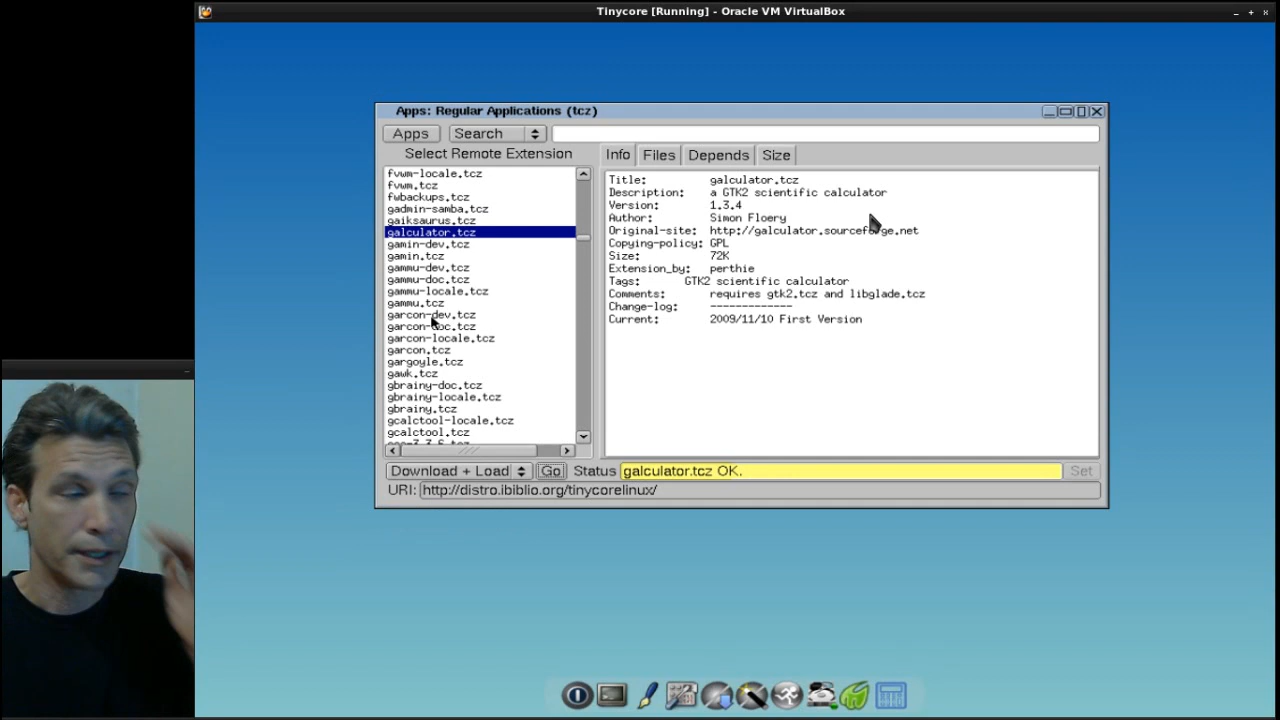 Tinycore [Running] - Oracle VM VirtualBox
Apps: Regular Applications (tcz)
Apps
Search
Select Remote Extension
Info
Files
Depends
Size
fvwm-locale.tcz
fvwm.tcz
fwbackups.tcz
gadmin-samba.tcz
gaiksaurus.tcz
galculator.tcz
gamin-dev.tcz
gamin.tcz
gammu-dev.tcz
gammu-doc.tcz
gammu-locale.tcz
gammu.tcz
garcon-dev.tcz
garcon-doc.tcz
garcon-locale.tcz
garcon.tcz
gargoyle.tcz
gawk.tcz
gbrainy-doc.tcz
gbrainy-locale.tcz
gbrainy.tcz
gcalctool-locale.tcz
gcalctool.tcz
Title: galculator.tcz
Description: a GTK2 scientific calculator
Version: 1.3.4
Author: Simon Floery
Original-site: http://galculator.sourceforge.net
Copying-policy: GPL
Size: 72K
Extension_by: perthie
Tags: GTK2 scientific calculator
Comments: requires gtk2.tcz and libglade.tcz
Change-log: -------------
Current: 2009/11/10 First Version
Download + Load
Go
Status
galculator.tcz OK.
Set
URI: http://distro.ibiblio.org/tinycorelinux/